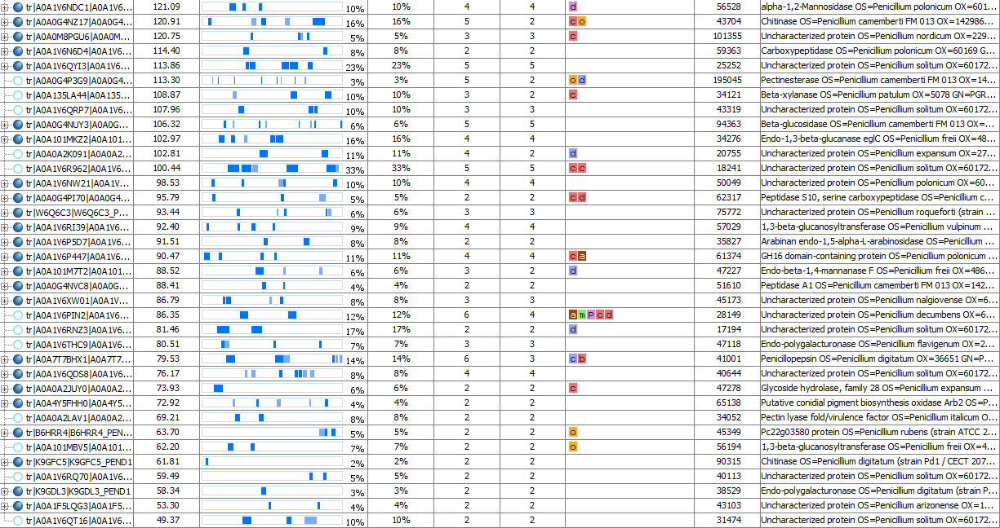 tr|A0A1V6NDC1|A0A1V6... 121.09 10% 10% 4 4 d 56528 alpha-1,2-Mannosidase OS=Penicillium polonicum OX=601...
tr|A0A0G4NZ17|A0A0G4... 120.91 16% 16% 5 2 c o 43704 Chitinase OS=Penicillium camemberti FM 013 OX=142986...
tr|A0A0M8PGU6|A0A0M... 120.75 5% 5% 3 3 c 101355 Uncharacterized protein OS=Penicillium nordicum OX=229...
tr|A0A1V6N6D4|A0A1V6... 114.40 8% 8% 2 2 59363 Carboxypeptidase OS=Penicillium polonicum OX=60169 G...
tr|A0A1V6QYI3|A0A1V6... 113.86 23% 23% 5 5 25252 Uncharacterized protein OS=Penicillium solitum OX=60172...
tr|A0A0G4P3G9|A0A0G4... 113.30 3% 3% 5 2 o d 195045 Pectinesterase OS=Penicillium camemberti FM 013 OX=14...
tr|A0A135LA44|A0A135... 108.87 10% 10% 3 2 c 34121 Beta-xylanase OS=Penicillium patulum OX=5078 GN=PGR...
tr|A0A1V6QRP7|A0A1V6... 107.96 10% 10% 3 3 43319 Uncharacterized protein OS=Penicillium solitum OX=60172...
tr|A0A0G4NUY3|A0A0G... 106.32 6% 6% 5 5 94363 Beta-glucosidase OS=Penicillium camemberti FM 013 OX=...
tr|A0A101MKZ2|A0A101... 102.97 16% 16% 4 4 34276 Endo-1,3-beta-glucanase eglC OS=Penicillium freii OX=48...
tr|A0A0A2K091|A0A0A2... 102.81 11% 11% 4 2 d 20755 Uncharacterized protein OS=Penicillium expansum OX=27...
tr|A0A1V6R962|A0A1V6... 100.44 33% 33% 5 5 c c 18241 Uncharacterized protein OS=Penicillium solitum OX=60172...
tr|A0A1V6NW21|A0A1V... 98.53 10% 10% 4 4 50049 Uncharacterized protein OS=Penicillium polonicum OX=60...
tr|A0A0G4PI70|A0A0G4... 95.79 5% 5% 2 2 c d 62317 Peptidase S10, serine carboxypeptidase OS=Penicillium c...
tr|W6Q6C3|W6Q6C3_P... 93.44 6% 6% 3 3 75772 Uncharacterized protein OS=Penicillium roqueforti (strain ...
tr|A0A1V6RI39|A0A1V6... 92.40 9% 9% 4 4 57029 1,3-beta-glucanosyltransferase OS=Penicillium vulpinum ...
tr|A0A1V6P5D7|A0A1V6... 91.51 8% 8% 2 2 35827 Arabinan endo-1,5-alpha-L-arabinosidase OS=Penicillium ...
tr|A0A1V6P447|A0A1V6... 90.47 11% 11% 4 4 c a 61374 GH16 domain-containing protein OS=Penicillium polonicum ...
tr|A0A101M7T2|A0A101... 88.52 6% 6% 3 2 d 47227 Endo-beta-1,4-mannanase F OS=Penicillium freii OX=486...
tr|A0A0G4NVC8|A0A0G... 88.41 4% 4% 2 2 51610 Peptidase A1 OS=Penicillium camemberti FM 013 OX=142...
tr|A0A1V6XW01|A0A1V... 86.79 8% 8% 3 3 45173 Uncharacterized protein OS=Penicillium nalgiovense OX=6...
tr|A0A1V6PIN2|A0A1V6... 86.35 12% 12% 6 4 a m P c d 28149 Uncharacterized protein OS=Penicillium decumbens OX=6...
tr|A0A1V6RNZ3|A0A1V6... 81.46 17% 17% 2 2 d 17194 Uncharacterized protein OS=Penicillium solitum OX=60172...
tr|A0A1V6THC9|A0A1V6... 80.51 7% 7% 3 3 47118 Endo-polygalacturonase OS=Penicillium flavigenum OX=2...
tr|A0A7T7BHX1|A0A7T7... 79.53 14% 14% 6 3 c b 41001 Penicillopepsin OS=Penicillium digitatum OX=36651 GN=P...
tr|A0A1V6QDS8|A0A1V6... 76.17 8% 8% 4 4 40644 Uncharacterized protein OS=Penicillium solitum OX=60172...
tr|A0A0A2JUY0|A0A0A2... 73.93 6% 6% 2 2 c 47278 Glycoside hydrolase, family 28 OS=Penicillium expansum ...
tr|A0A4Y5FHH0|A0A4Y5... 72.92 4% 4% 2 2 65138 Putative conidial pigment biosynthesis oxidase Arb2 OS=P...
tr|A0A0A2LAV1|A0A0A2... 69.21 8% 8% 2 2 34052 Pectin lyase fold/virulence factor OS=Penicillium italicum O...
tr|B6HRR4|B6HRR4_PEN... 63.70 5% 5% 2 2 o 45349 Pc22g03580 protein OS=Penicillium rubens (strain ATCC 2...
tr|A0A101MBV5|A0A101... 62.20 7% 7% 2 2 o 56194 1,3-beta-glucanosyltransferase OS=Penicillium freii OX=4...
tr|K9GFC5|K9GFC5_PEND1 61.81 2% 2% 2 2 90315 Chitinase OS=Penicillium digitatum (strain Pd1 / CECT 207...
tr|A0A1V6RQ70|A0A1V6... 59.49 5% 5% 2 2 40113 Uncharacterized protein OS=Penicillium solitum OX=60172...
tr|K9GDL3|K9GDL3_PEND1 58.34 3% 3% 2 2 38529 Endo-polygalacturonase OS=Penicillium digitatum (strain P...
tr|A0A1F5LQG3|A0A1F5... 53.30 4% 4% 2 2 43103 Uncharacterized protein OS=Penicillium arizonense OX=1...
tr|A0A1V6QT16|A0A1V6... 49.37 10% 10% 2 2 31474 Uncharacterized protein OS=Penicillium solitum OX=60172...